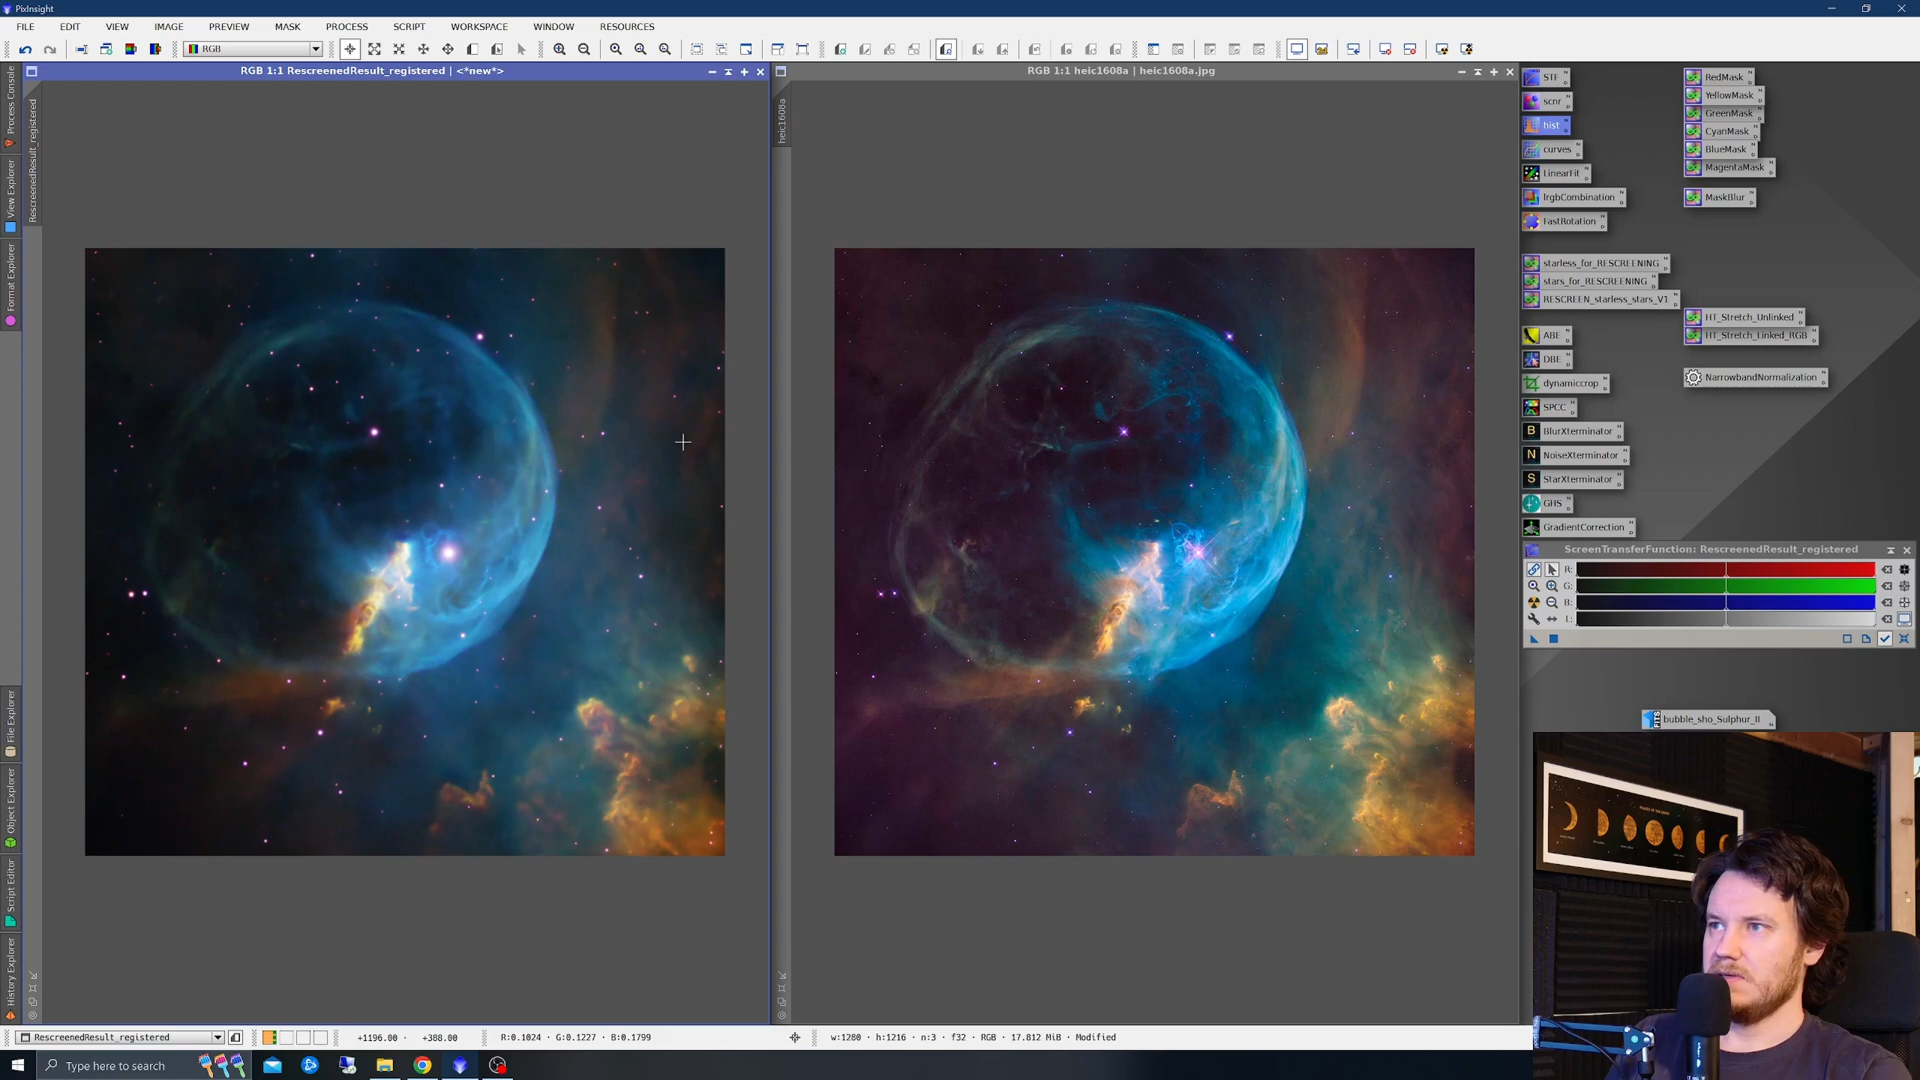 PixInsight
FILE EDIT VIEW IMAGE PREVIEW MASK PROCESS SCRIPT WORKSPACE WINDOW RESOURCES
RGB
RGB 1:1 RescreenedResult_registered | <*new*>
RGB 1:1 heic1608a | heic1608a.jpg
Process Console
View Explorer
Format Explorer
File Explorer
Object Explorer
Script Editor
History Explorer
RescreenedResult_registered
heic1608a
STF
scnr
hist
curves
LinearFit
lrgbCombination
FastRotation
starless_for_RESCREENING
stars_for_RESCREENING
RESCREEN_starless_stars_V1
ABE
DBE
dynamiccrop
SPCC
BlurXterminator
NoiseXterminator
StarXterminator
GHS
GradientCorrection
RedMask
YellowMask
GreenMask
CyanMask
BlueMask
MagentaMask
MaskBlur
HT_Stretch_Unlinked
HT_Stretch_Linked_RGB
NarrowbandNormalization
ScreenTransferFunction: RescreenedResult_registered
R:
G:
B:
L:
bubble_sho_Sulphur_II
RescreenedResult_registered
+1196.00 · +388.00
R:0.1024 · G:0.1227 · B:0.1799
w:1280 · h:1216 · n:3 · f32 · RGB · 17.812 MiB · Modified
Type here to search